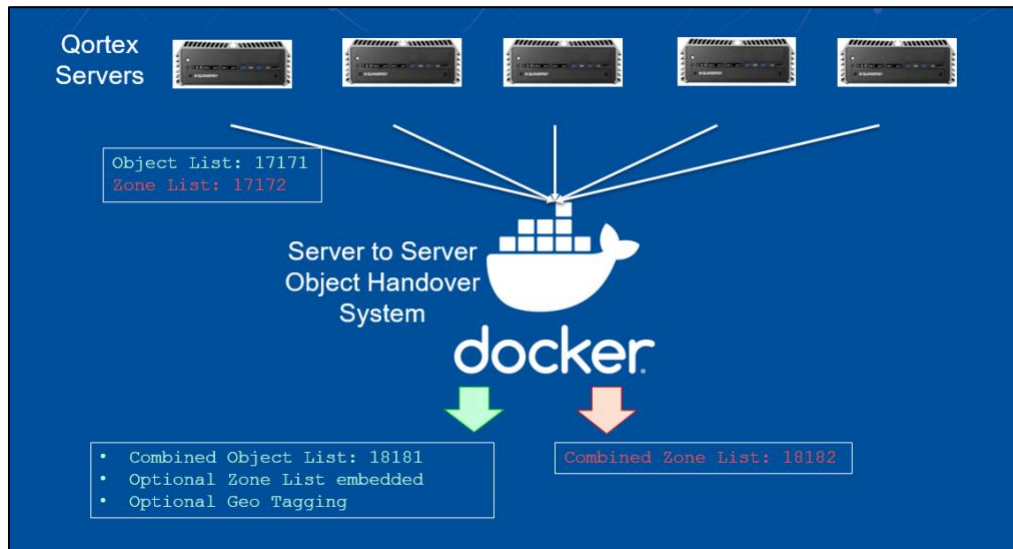 Qortex
Servers
Object List: 17171
Zone List: 17172
Server to Server
Object Handover
System
docker
• Combined Object List: 18181
• Optional Zone List embedded
• Optional Geo Tagging
Combined Zone List: 18182